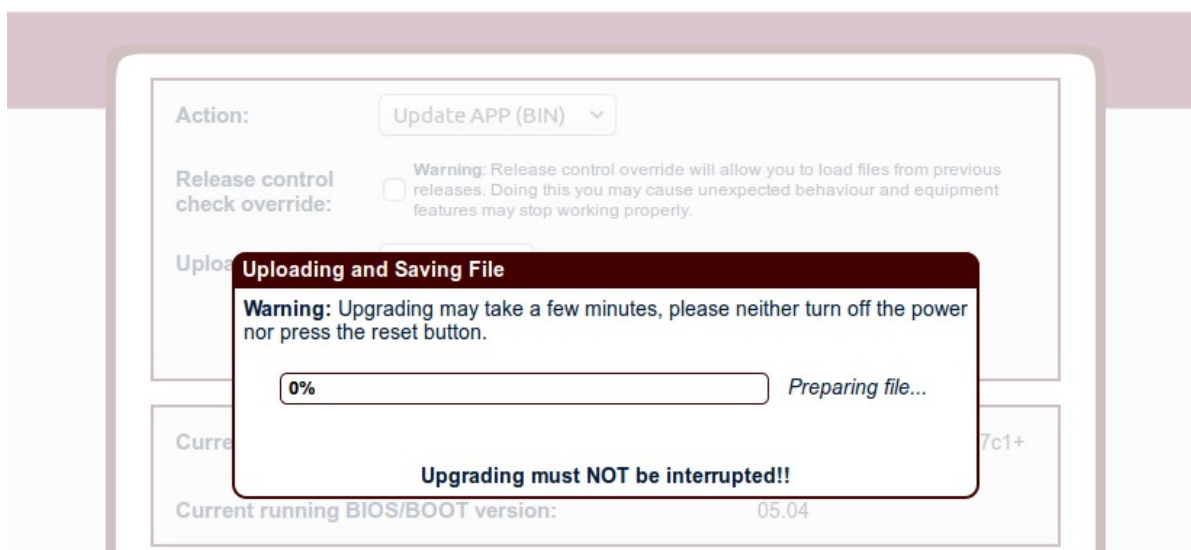 Action:
Update APP (BIN)
Release control
check override:
Warning: Release control override will allow you to load files from previous
releases. Doing this you may cause unexpected behaviour and equipment
features may stop working properly.
Uploa
Uploading and Saving File
Warning: Upgrading may take a few minutes, please neither turn off the power
nor press the reset button.
0%
Preparing file...
Curre
7c1+
Upgrading must NOT be interrupted!!
Current running BIOS/BOOT version:
05.04